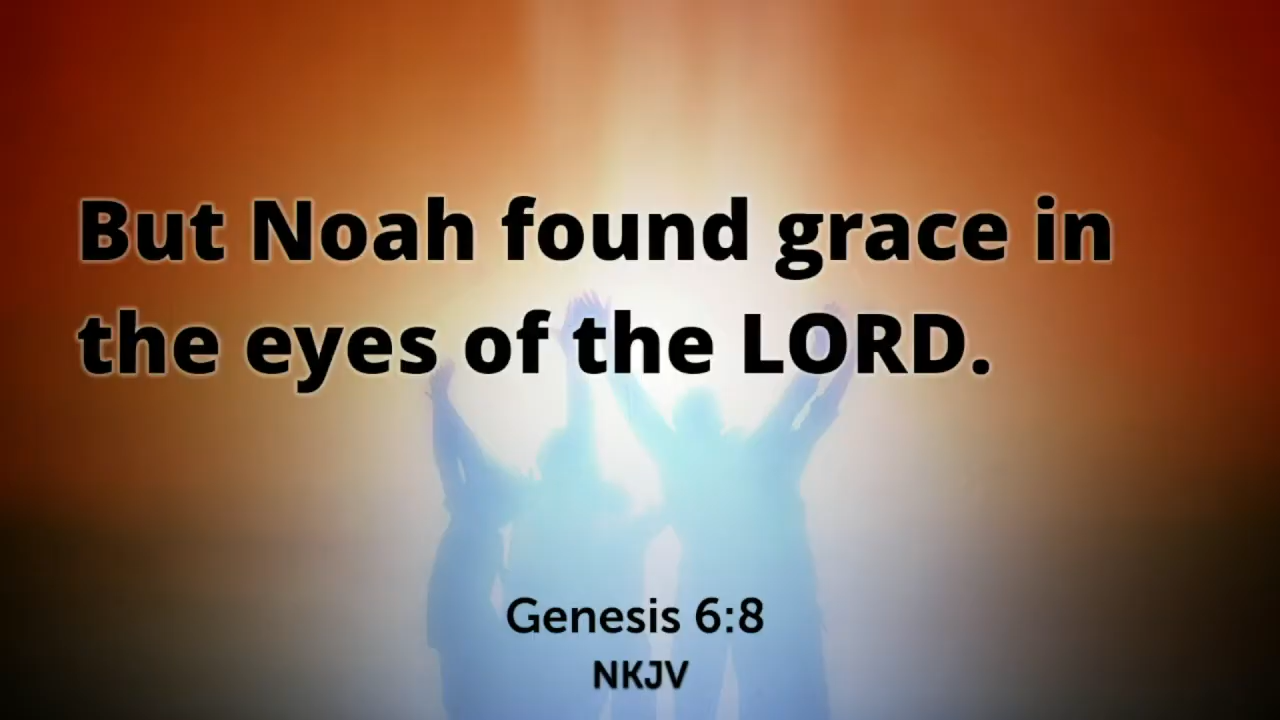 But Noah found grace in
the eyes of the LORD.
Genesis 6:8
NKJV